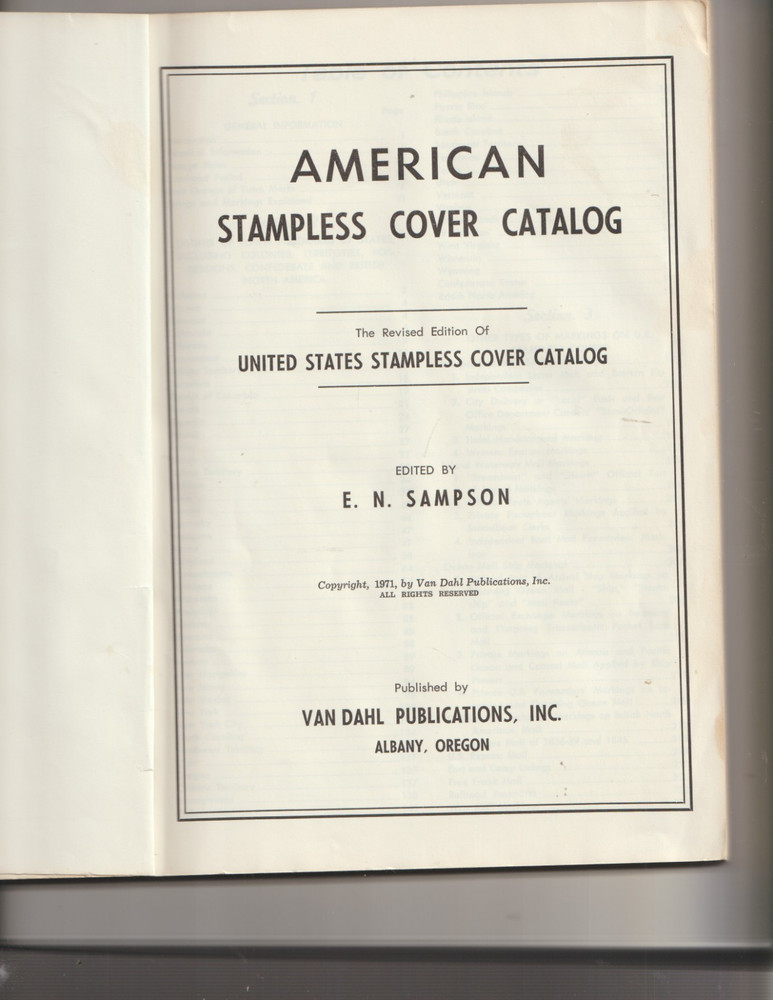 AMERICAN
STAMPLESS COVER CATALOG
The Revised Edition Of
UNITED STATES STAMPLESS COVER CATALOG
EDITED BY
E. N. SAMPSON
Copyright, 1971, by Van Dahl Publications, Inc.
ALL RIGHTS RESERVED
Published by
VAN DAHL PUBLICATIONS, INC.
ALBANY, OREGON